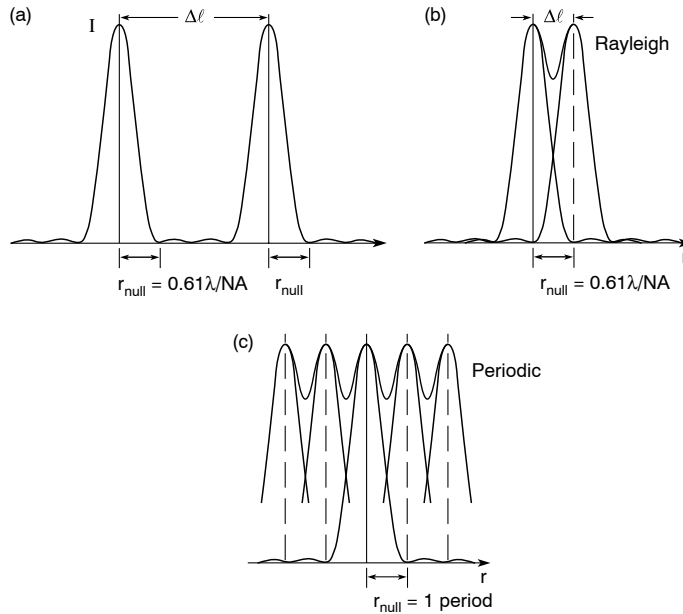 (a)
I
Δℓ
r_null = 0.61λ/NA
r_null
(b)
Δℓ
Rayleigh
r_null = 0.61λ/NA
(c)
Periodic
r
r_null = 1 period